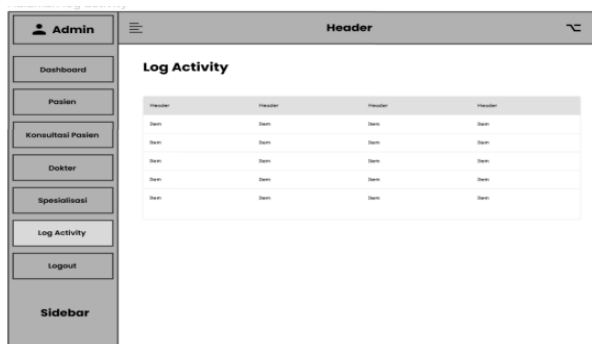 Admin
Header
Dashboard
Pasien
Konsultasi Pasien
Dokter
Spesialisasi
Log Activity
Logout
Sidebar
Log Activity
Header Header Header Header
Item Item Item Item
Item Item Item Item
Item Item Item Item
Item Item Item Item
Item Item Item Item